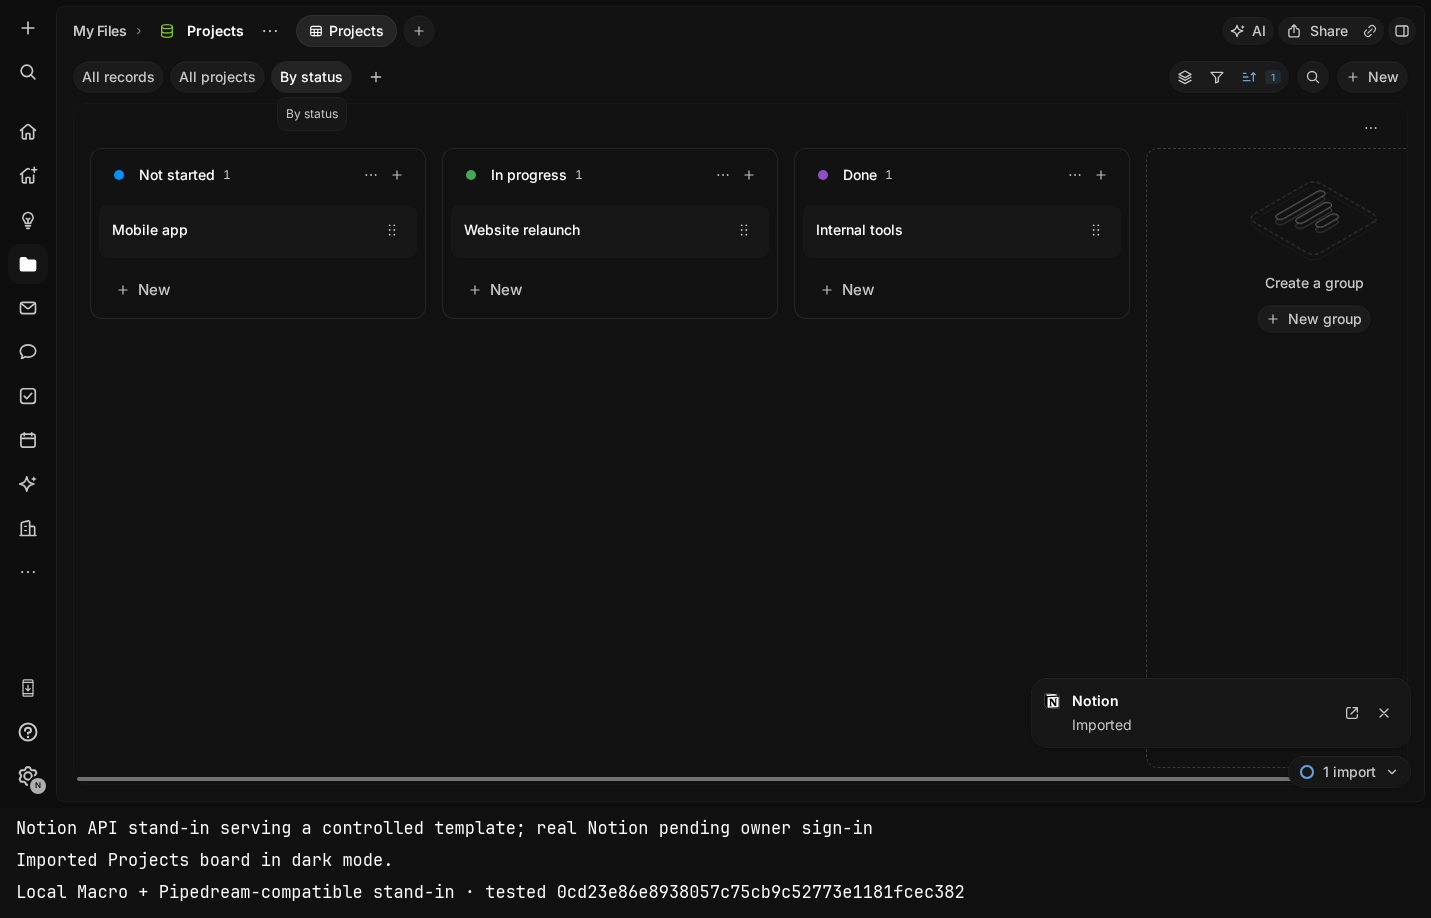 My Files › Projects ··· Projects
AI Share
All records All projects By status
1 New
By status
Not started 1
In progress 1
Done 1
Mobile app
Website relaunch
Internal tools
New
New
New
Create a group
New group
Notion
Imported
1 import
N
Notion API stand-in serving a controlled template; real Notion pending owner sign-in
Imported Projects board in dark mode.
Local Macro + Pipedream-compatible stand-in · tested 0cd23e86e8938057c75cb9c52773e1181fcec382